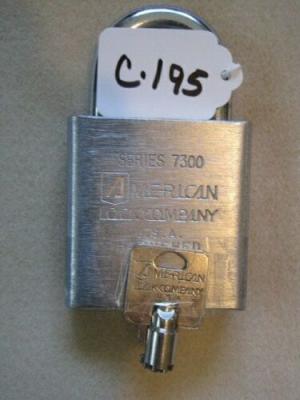 C.195
SERIES 7300
AMERICAN
LOCK COMPANY
U.S.A.
AMERICAN
LOCK COMPANY